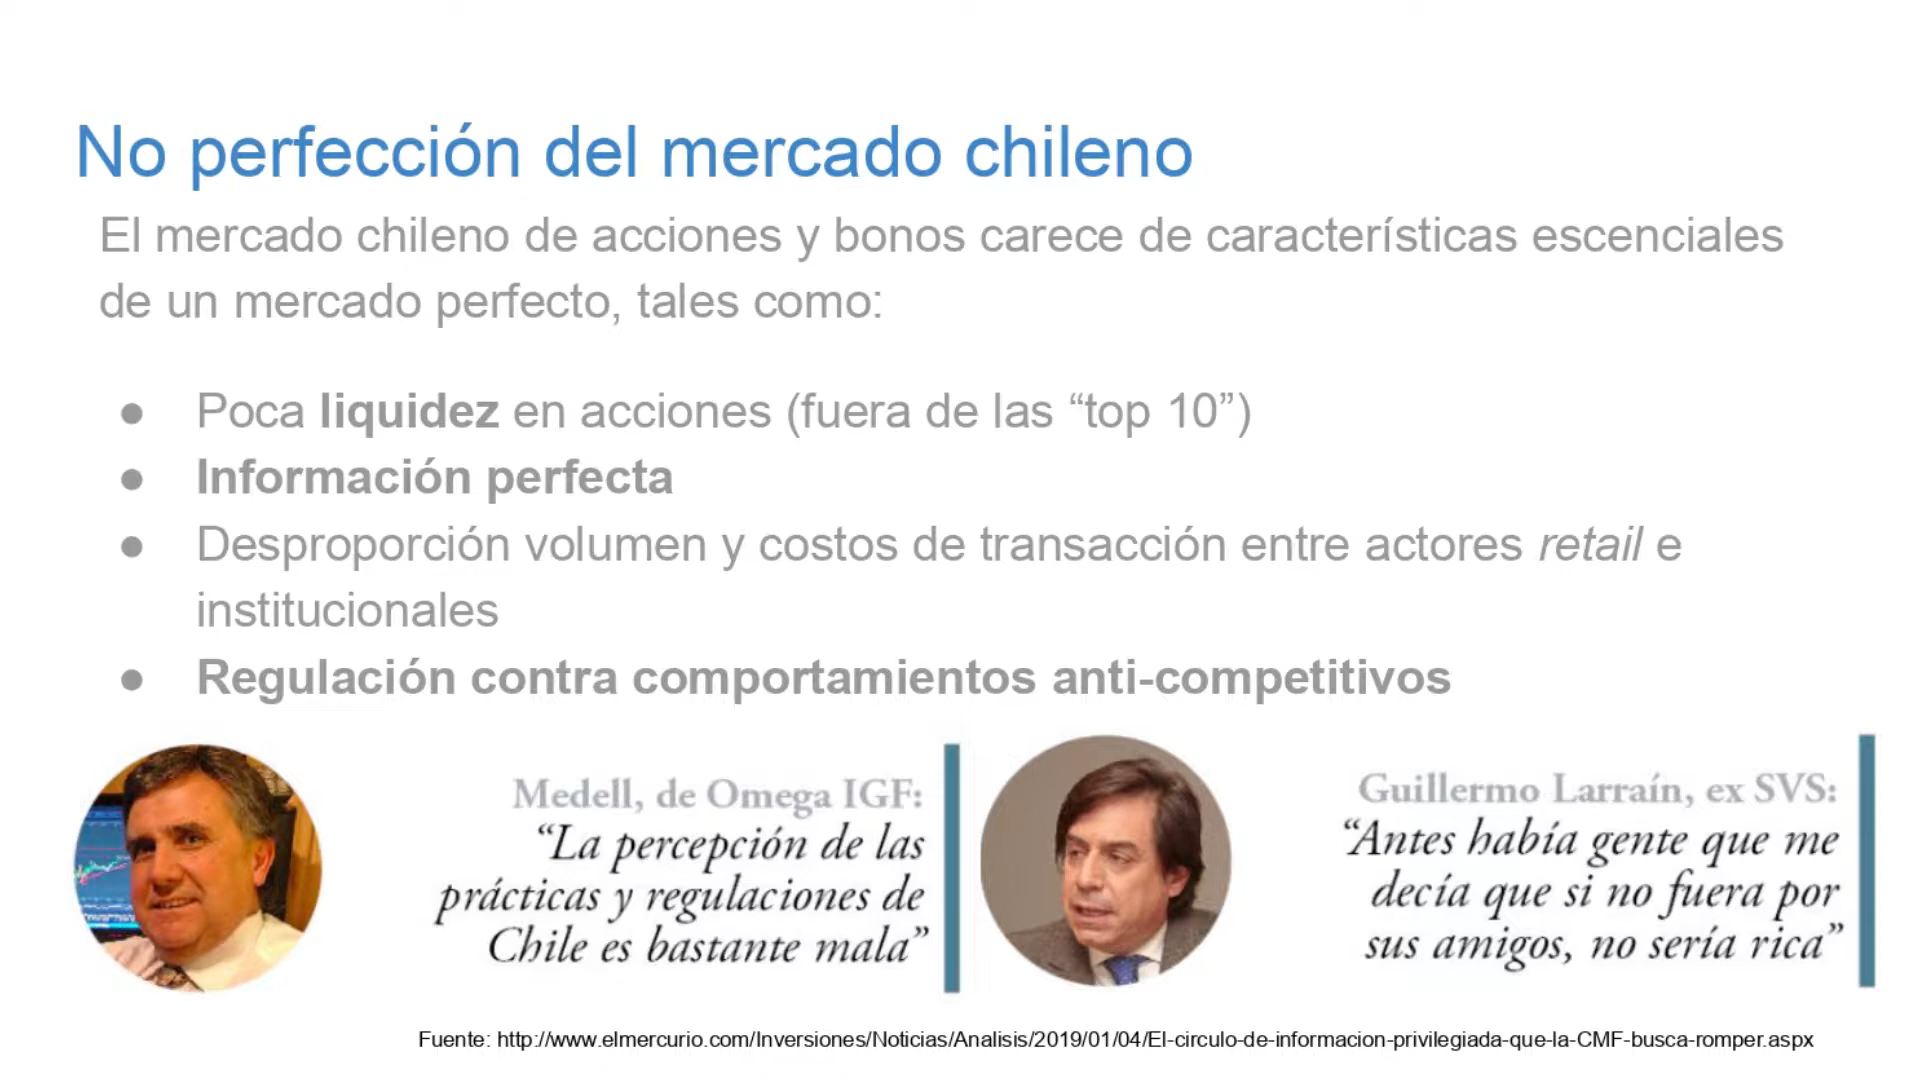 No perfección del mercado chileno
El mercado chileno de acciones y bonos carece de características escenciales
de un mercado perfecto, tales como:
● Poca liquidez en acciones (fuera de las “top 10”)
● Información perfecta
● Desproporción volumen y costos de transacción entre actores retail e
institucionales
● Regulación contra comportamientos anti-competitivos
Medell, de Omega IGF:
“La percepción de las
prácticas y regulaciones de
Chile es bastante mala”
Guillermo Larraín, ex SVS:
“Antes había gente que me
decía que si no fuera por
sus amigos, no sería rica”
Fuente: http://www.elmercurio.com/Inversiones/Noticias/Analisis/2019/01/04/El-circulo-de-informacion-privilegiada-que-la-CMF-busca-romper.aspx